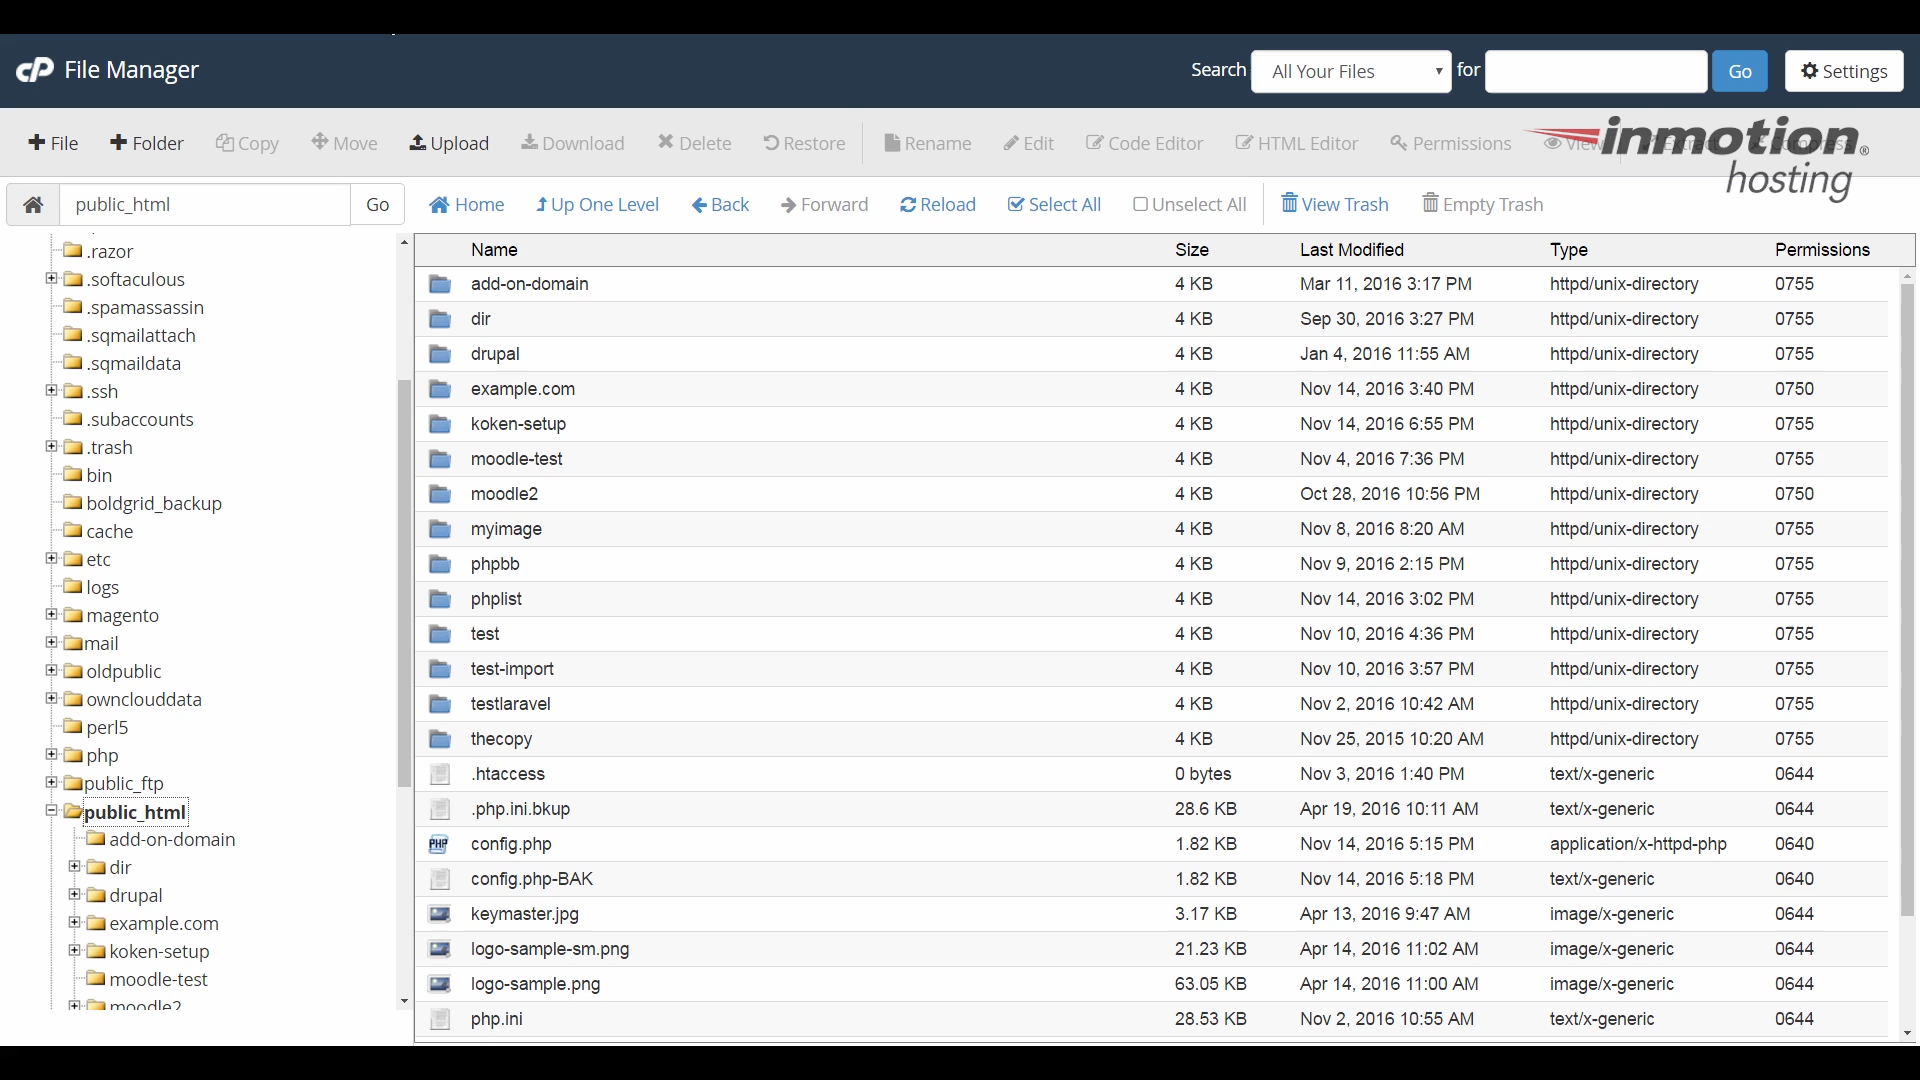 cP File Manager
Search All Your Files for Go Settings
File Folder Copy Move Upload Download Delete Restore Rename Edit Code Editor HTML Editor Permissions View
inmotion®
hosting
public_html Go Home Up One Level Back Forward Reload Select All Unselect All View Trash Empty Trash
.razor
.softaculous
.spamassassin
.sqmailattach
.sqmaildata
.ssh
.subaccounts
.trash
bin
boldgrid_backup
cache
etc
logs
magento
mail
oldpublic
ownclouddata
perl5
php
public_ftp
public_html
add-on-domain
dir
drupal
example.com
koken-setup
moodle-test
moodle2
Name Size Last Modified Type Permissions
add-on-domain 4 KB Mar 11, 2016 3:17 PM httpd/unix-directory 0755
dir 4 KB Sep 30, 2016 3:27 PM httpd/unix-directory 0755
drupal 4 KB Jan 4, 2016 11:55 AM httpd/unix-directory 0755
example.com 4 KB Nov 14, 2016 3:40 PM httpd/unix-directory 0750
koken-setup 4 KB Nov 14, 2016 6:55 PM httpd/unix-directory 0755
moodle-test 4 KB Nov 4, 2016 7:36 PM httpd/unix-directory 0755
moodle2 4 KB Oct 28, 2016 10:56 PM httpd/unix-directory 0750
myimage 4 KB Nov 8, 2016 8:20 AM httpd/unix-directory 0755
phpbb 4 KB Nov 9, 2016 2:15 PM httpd/unix-directory 0755
phplist 4 KB Nov 14, 2016 3:02 PM httpd/unix-directory 0755
test 4 KB Nov 10, 2016 4:36 PM httpd/unix-directory 0755
test-import 4 KB Nov 10, 2016 3:57 PM httpd/unix-directory 0755
testlaravel 4 KB Nov 2, 2016 10:42 AM httpd/unix-directory 0755
thecopy 4 KB Nov 25, 2015 10:20 AM httpd/unix-directory 0755
.htaccess 0 bytes Nov 3, 2016 1:40 PM text/x-generic 0644
.php.ini.bkup 28.6 KB Apr 19, 2016 10:11 AM text/x-generic 0644
PHP config.php 1.82 KB Nov 14, 2016 5:15 PM application/x-httpd-php 0640
config.php-BAK 1.82 KB Nov 14, 2016 5:18 PM text/x-generic 0640
keymaster.jpg 3.17 KB Apr 13, 2016 9:47 AM image/x-generic 0644
logo-sample-sm.png 21.23 KB Apr 14, 2016 11:02 AM image/x-generic 0644
logo-sample.png 63.05 KB Apr 14, 2016 11:00 AM image/x-generic 0644
php.ini 28.53 KB Nov 2, 2016 10:55 AM text/x-generic 0644